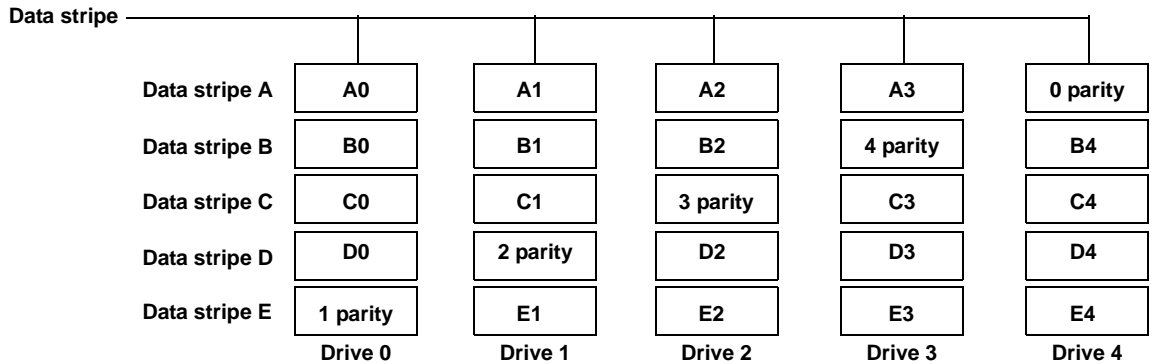 Data stripe
Data stripe A A0 A1 A2 A3 0 parity
Data stripe B B0 B1 B2 4 parity B4
Data stripe C C0 C1 3 parity C3 C4
Data stripe D D0 2 parity D2 D3 D4
Data stripe E 1 parity E1 E2 E3 E4
Drive 0 Drive 1 Drive 2 Drive 3 Drive 4